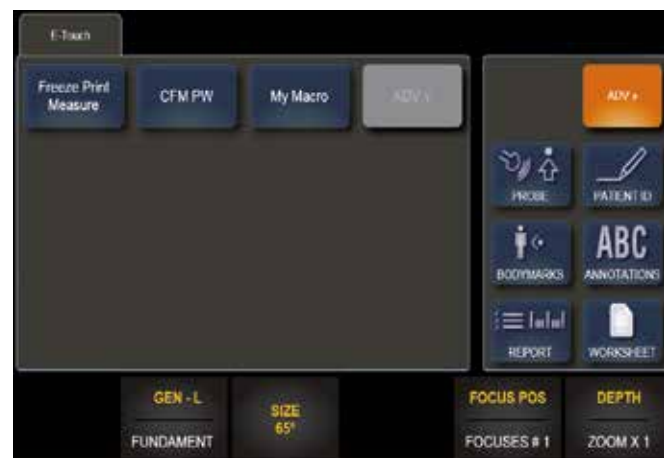 E-Touch
Freeze Print
Measure
CFM PW
My Macro
ADV +
PROBE
PATIENT ID
BODYMARKS
ABC
ANNOTATIONS
REPORT
WORKSHEET
GEN - L
FUNDAMENT
SIZE
65°
FOCUS POS
FOCUSES # 1
DEPTH
ZOOM X 1